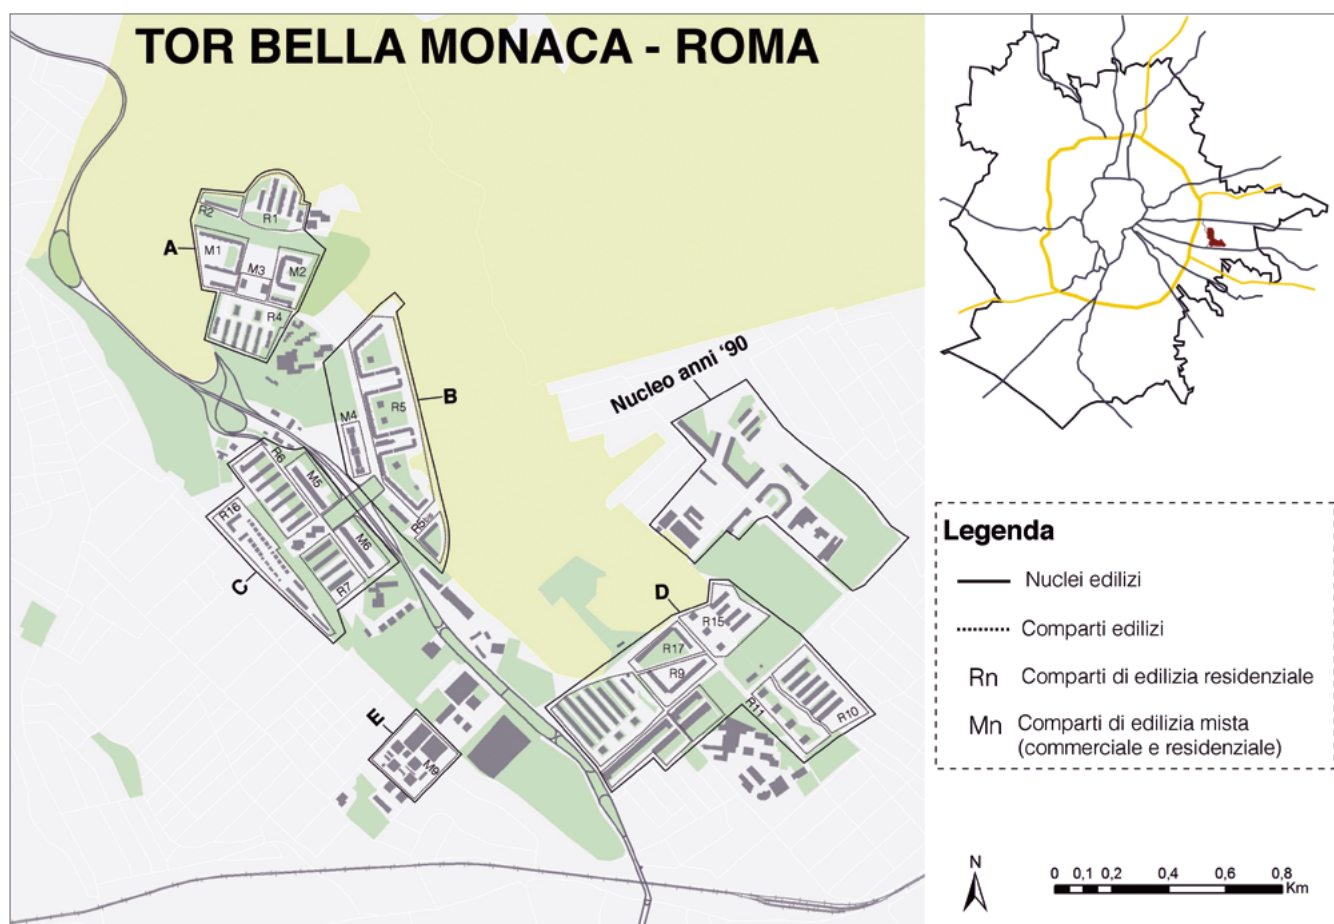 TOR BELLA MONACA - ROMA
R2
R1
A
M1
M3
M2
R4
B
M4
R5
Nucleo anni ‘90
R6
M5
R16
R5bis
M6
R7
C
D
R15
R17
R9
R11
R10
E
M9
Legenda
Nuclei edilizi
Comparti edilizi
Rn Comparti di edilizia residenziale
Mn Comparti di edilizia mista
(commerciale e residenziale)
N
0 0,1 0,2 0,4 0,6 0,8
Km